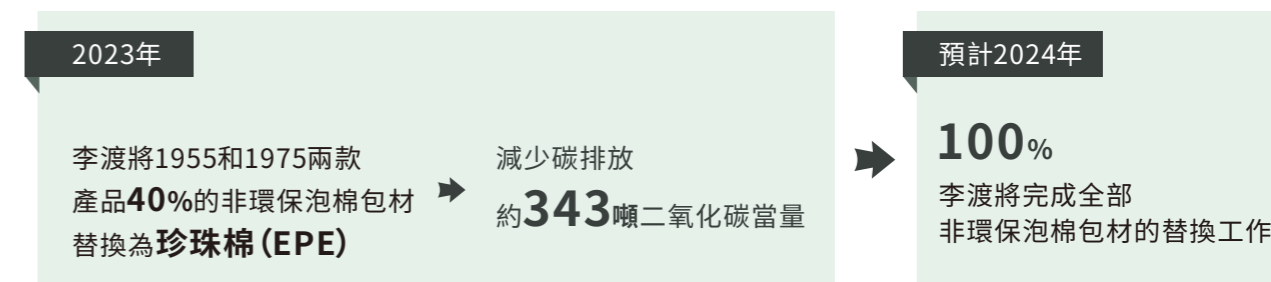 2023年
李渡將1955和1975兩款
產品40%的非環保泡棉包材
替換為珍珠棉(EPE)
減少碳排放
約343噸二氧化碳當量
預計2024年
100%
李渡將完成全部
非環保泡棉包材的替換工作